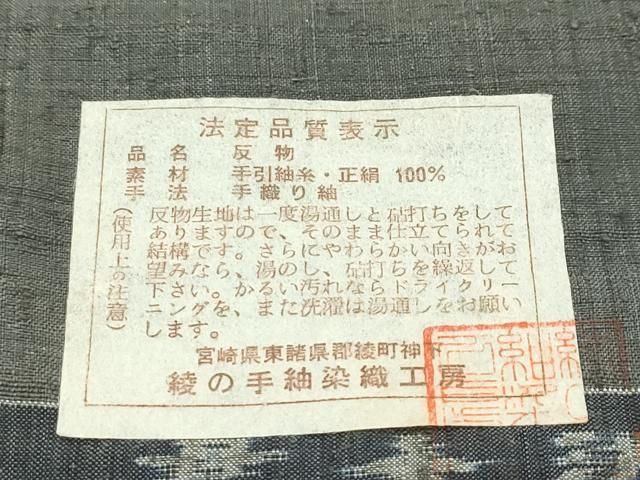 法定品質表示
品名 反物
素材 手引紬糸・正絹 100%
手法 手織り紬
(使用上の注意)
反物生地は一度湯通しと砧打ちをして
あります。ので、そのまま仕立てられて
結構です。さらにやわらかい向きがお
望みなら、湯のし、砧打ちを繰返して
下さい。かるい汚れならドライクリー
ニングを、また洗濯は湯通しをお願い
します。
宮崎県東諸県郡綾町神下
綾の手紬染織工房